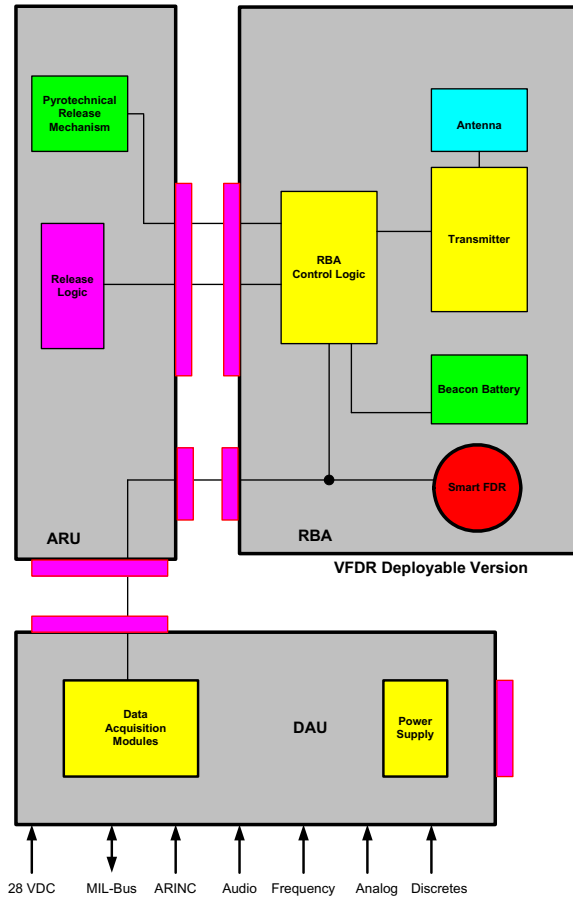 Pyrotechnical
Release
Mechanism
Antenna
Release
Logic
RBA
Control Logic
Transmitter
Beacon Battery
Smart FDR
ARU
RBA
VFDR Deployable Version
Data
Acquisition
Modules
DAU
Power
Supply
28 VDC
MIL-Bus
ARINC
Audio
Frequency
Analog
Discretes